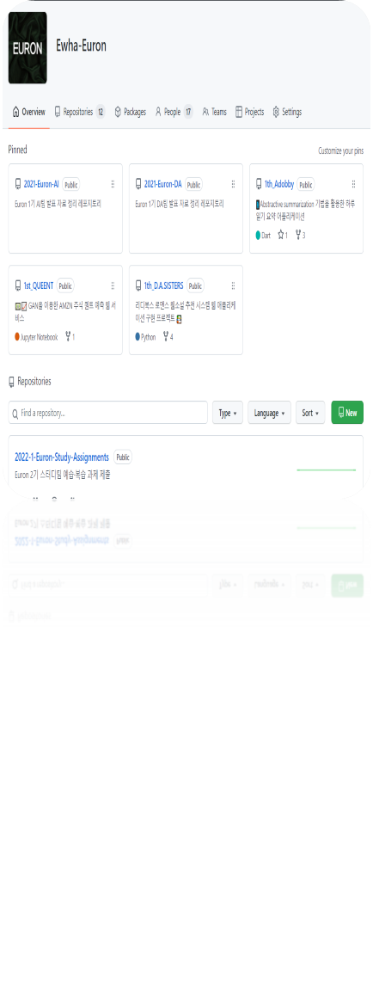 EURON
Ewha-Euron
Overview
Repositories 12
Packages
People 17
Teams
Projects
Settings
Pinned
Customize your pins
2021-Euron-AI Public
Euron 1기 AI팀 발표 자료 정리 레포지토리
2021-Euron-DA Public
Euron 1기 DA팀 발표 자료 정리 레포지토리
1th_Adobby Public
Abstractive summarization 기법을 활용한 하루
일기 요약 애플리케이션
Dart 1 3
1st_QUEENT Public
GAN을 이용한 AMZN 주식 퀀트 예측 웹 서
비스
Jupyter Notebook 1
1th_D.A.SISTERS Public
리디북스 로맨스 웹소설 추천 시스템 웹 애플리케
이션 구현 프로젝트
Python 4
Repositories
Find a repository...
Type
Language
Sort
New
2022-1-Euron-Study-Assignments Public
Euron 2기 스터디팀 예습-복습 과제 제출